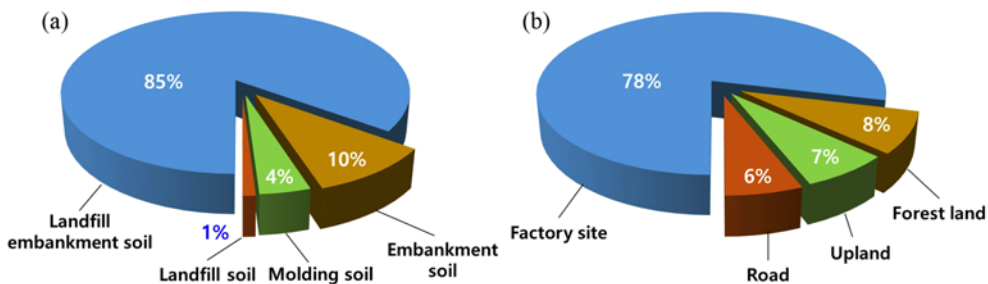 (a)
85%
10%
4%
1%
Landfill
embankment soil
Landfill soil
Molding soil
Embankment
soil
(b)
78%
8%
7%
6%
Factory site
Road
Upland
Forest land